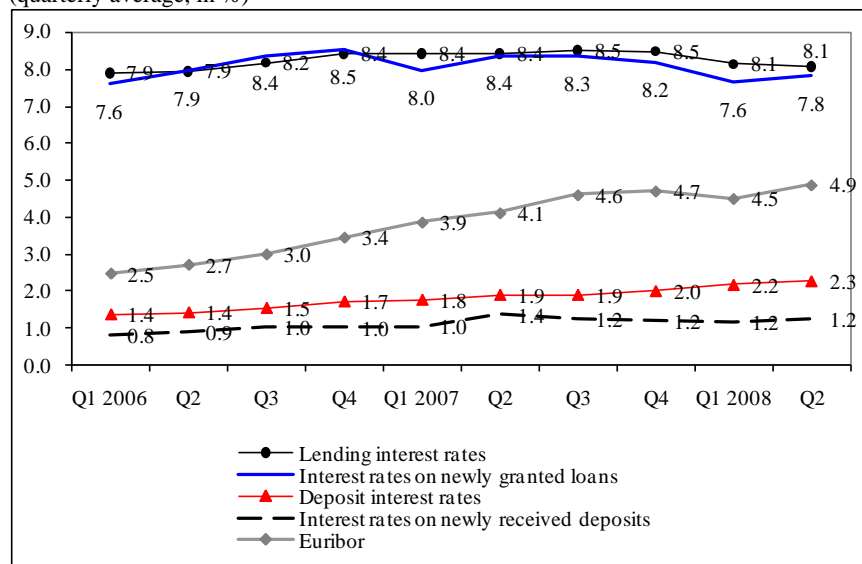 (quarterly average, in %)
9.0
8.0
7.0
6.0
5.0
4.0
3.0
2.0
1.0
0.0
7.9 7.9 8.2 8.4 8.4 8.4 8.5 8.5 8.1 8.1
7.6 7.9 8.4 8.5 8.0 8.4 8.3 8.2 7.6 7.8
2.5 2.7 3.0 3.4 3.9 4.1 4.6 4.7 4.5 4.9
1.4 1.4 1.5 1.7 1.8 1.9 1.9 2.0 2.2 2.3
0.8 0.9 1.0 1.0 1.0 1.4 1.2 1.2 1.2 1.2
Q1 2006 Q2 Q3 Q4 Q1 2007 Q2 Q3 Q4 Q1 2008 Q2
Lending interest rates
Interest rates on newly granted loans
Deposit interest rates
Interest rates on newly received deposits
Euribor